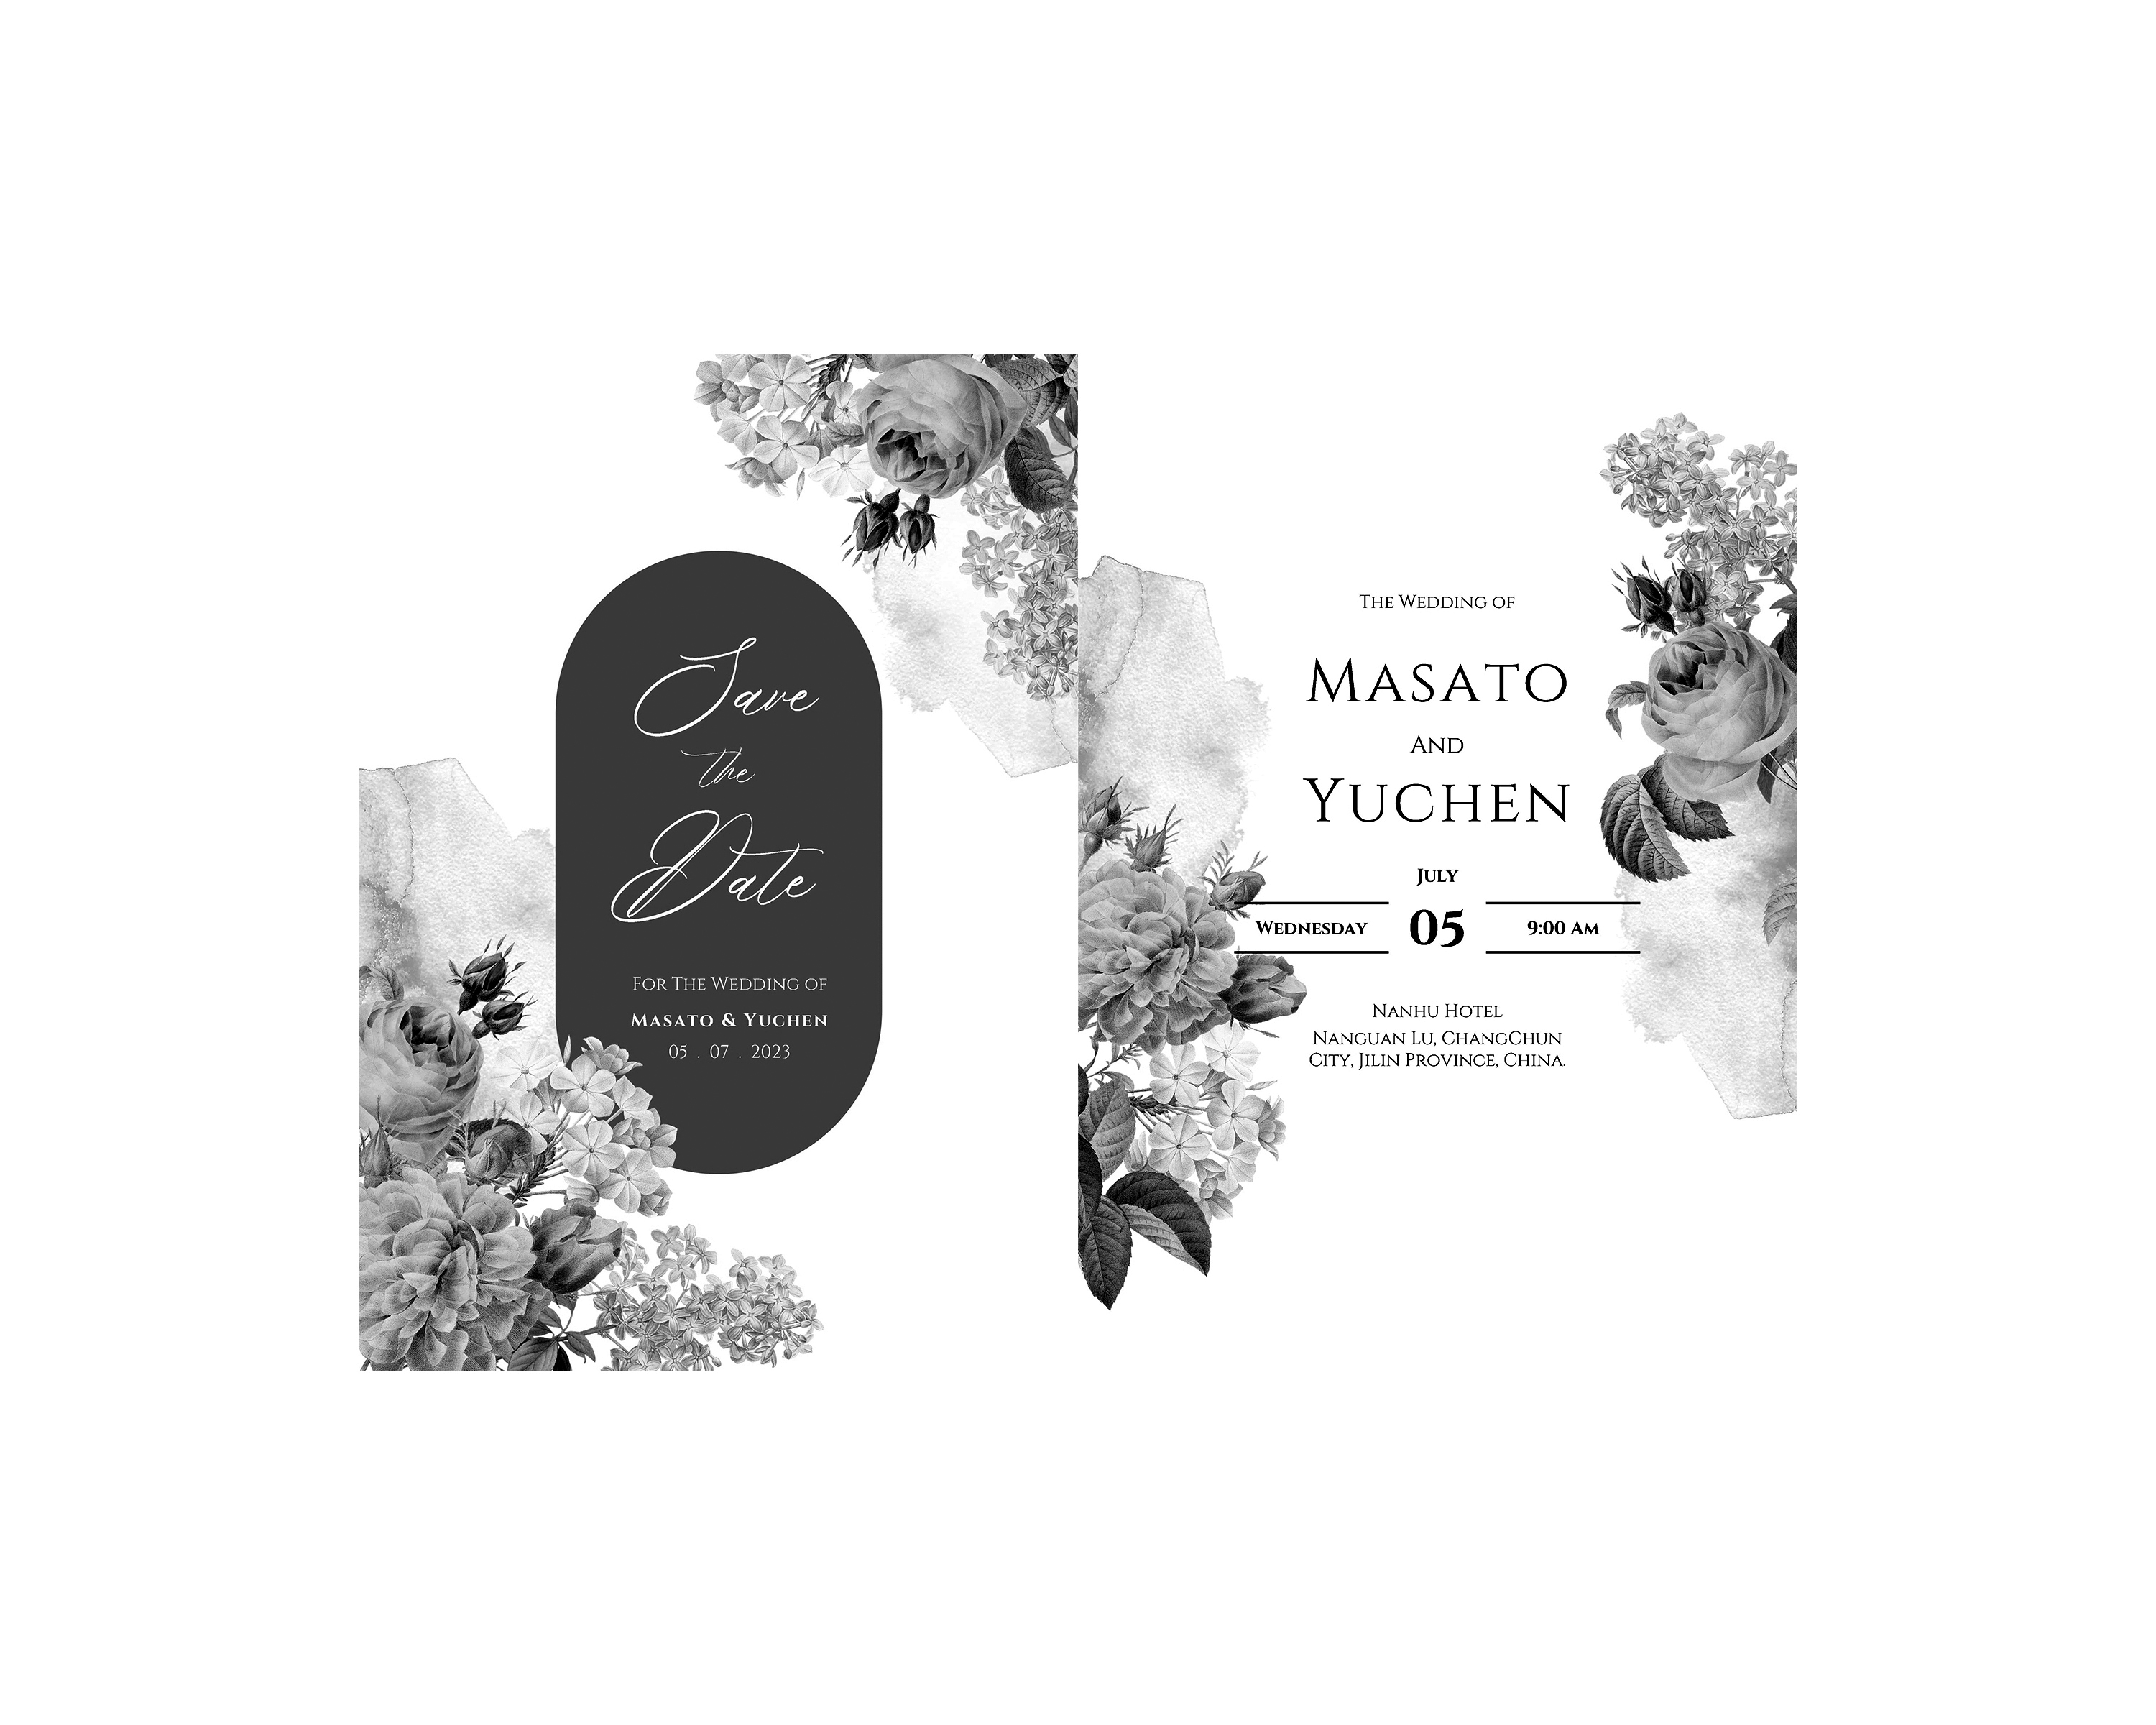 Save
the
Date
For The Wedding of
Masato & Yuchen
05 . 07 . 2023
The Wedding of
Masato
And
Yuchen
July
Wednesday 05 9:00 Am
Nanhu Hotel
Nanguan Lu, ChangChun
City, Jilin Province, China.